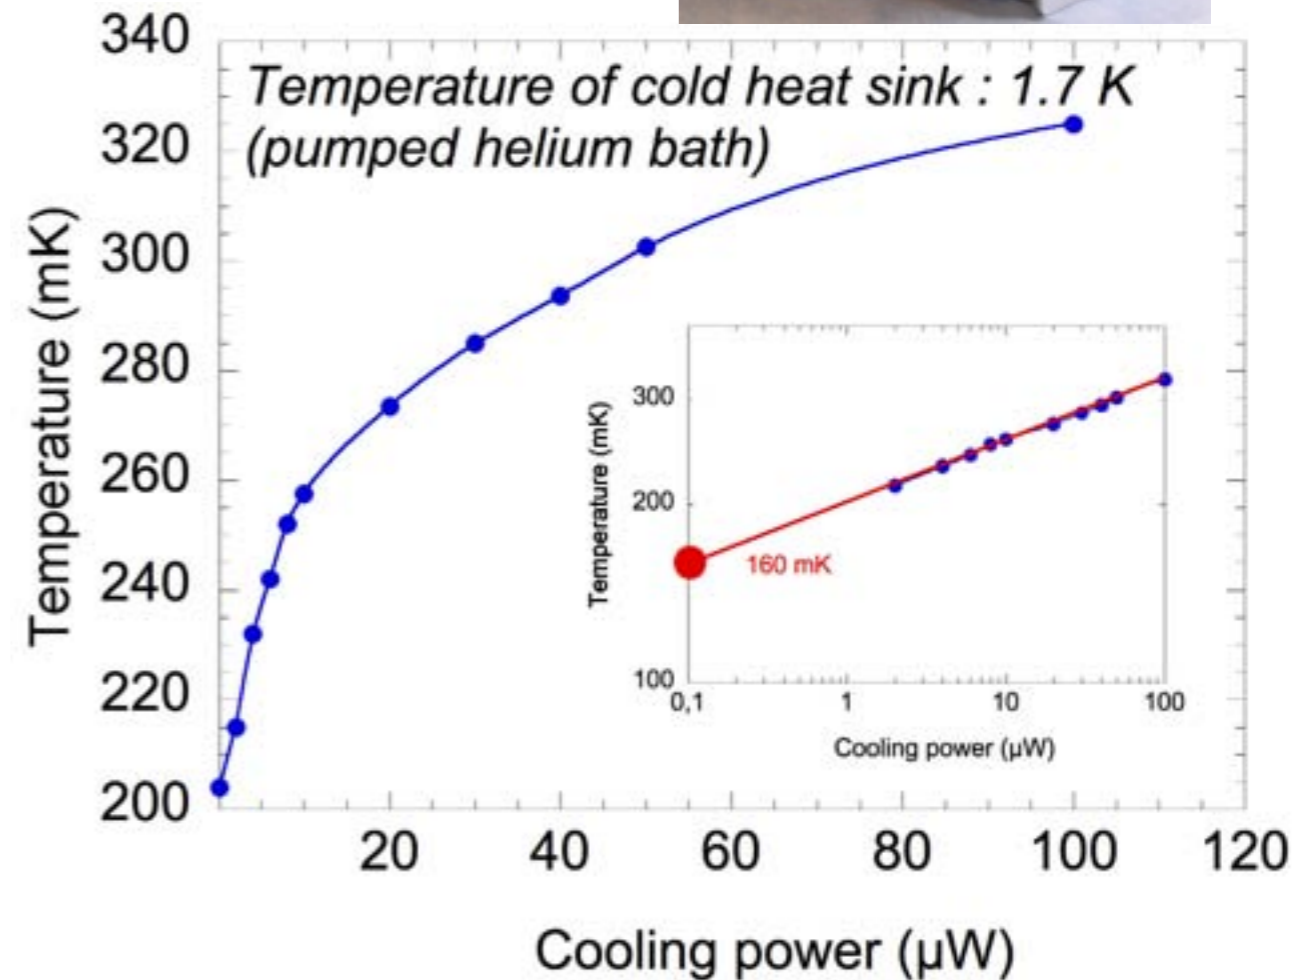 340
Temperature of cold heat sink : 1.7 K
(pumped helium bath)
320
300
280
260
240
220
200
Temperature (mK)
20 40 60 80 100 120
Cooling power (µW)
300
200
100
Temperature (mK)
160 mK
0,1 1 10 100
Cooling power (µW)